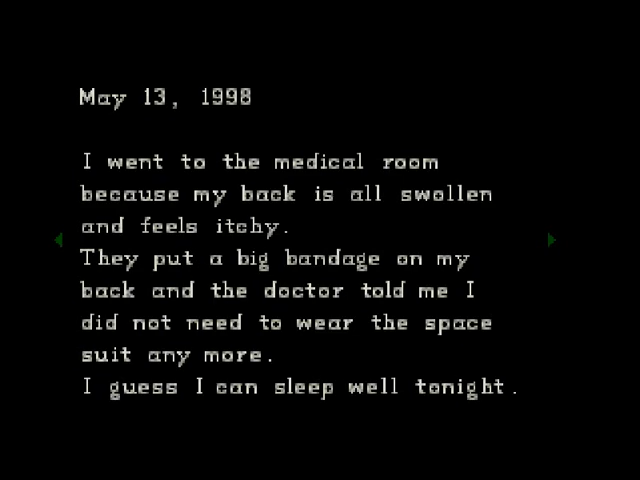 May 13, 1998
I went to the medical room
because my back is all swollen
and feels itchy.
They put a big bandage on my
back and the doctor told me I
did not need to wear the space
suit any more.
I guess I can sleep well tonight.